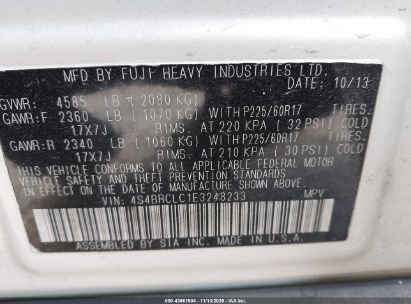 MFD BY FUJI HEAVY INDUSTRIES LTD.
DATE: 10/13
GVWR: 4585 LB (2080 KG)
GAWR:F 2360 LB (1070 KG) WITH P225/60R17 TIRES,
17X7J RIMS, AT 220 KPA (32 PSI) COLD
GAWR:R 2340 LB (1060 KG) WITH P225/60R17 TIRES,
17X7J RIMS, AT 210 KPA (30 PSI) COLD
THIS VEHICLE CONFORMS TO ALL APPLICABLE FEDERAL MOTOR
VEHICLE SAFETY AND THEFT PREVENTION STANDARDS
IN EFFECT ON THE DATE OF MANUFACTURE SHOWN ABOVE.
VIN: 4S4BRCLC1E3248233 MPV
ASSEMBLED BY SIA INC. MADE IN U.S.A.